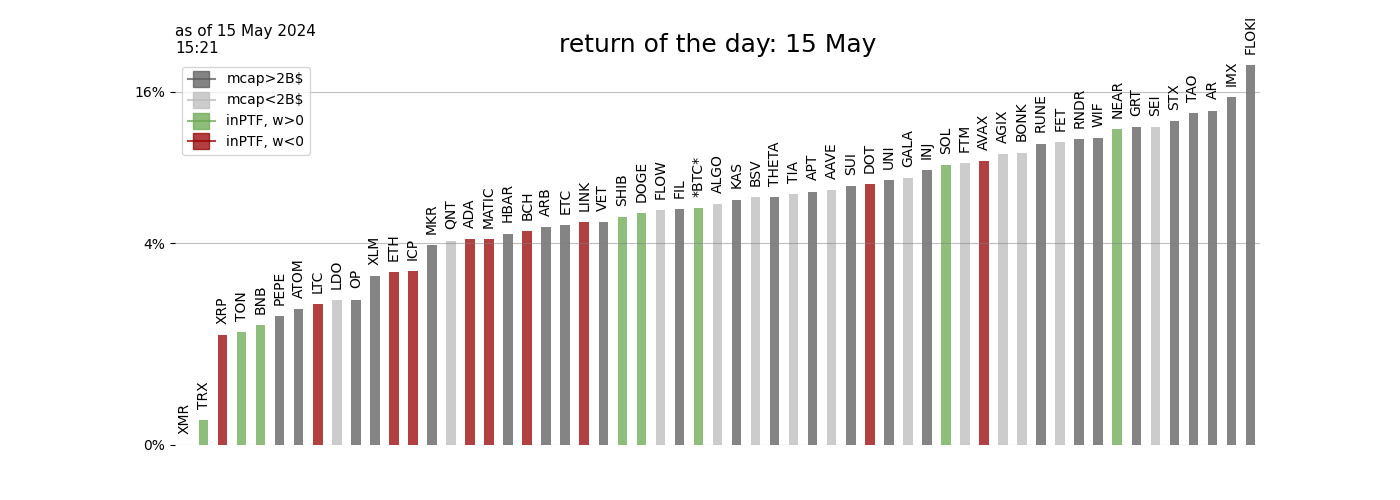 as of 15 May 2024
15:21
return of the day: 15 May
mcap>2B$
mcap<2B$
inPTF, w>0
inPTF, w<0
16%
4%
0%
XMR
TRX
XRP
TON
BNB
PEPE
ATOM
LTC
LDO
OP
XLM
ETH
ICP
MKR
QNT
ADA
MATIC
HBAR
BCH
ARB
ETC
LINK
VET
SHIB
DOGE
FLOW
FIL
*BTC*
ALGO
KAS
BSV
THETA
TIA
APT
AAVE
SUI
DOT
UNI
GALA
INJ
SOL
FTM
AVAX
AGIX
BONK
RUNE
FET
RNDR
WIF
NEAR
GRT
SEI
STX
TAO
AR
IMX
FLOKI